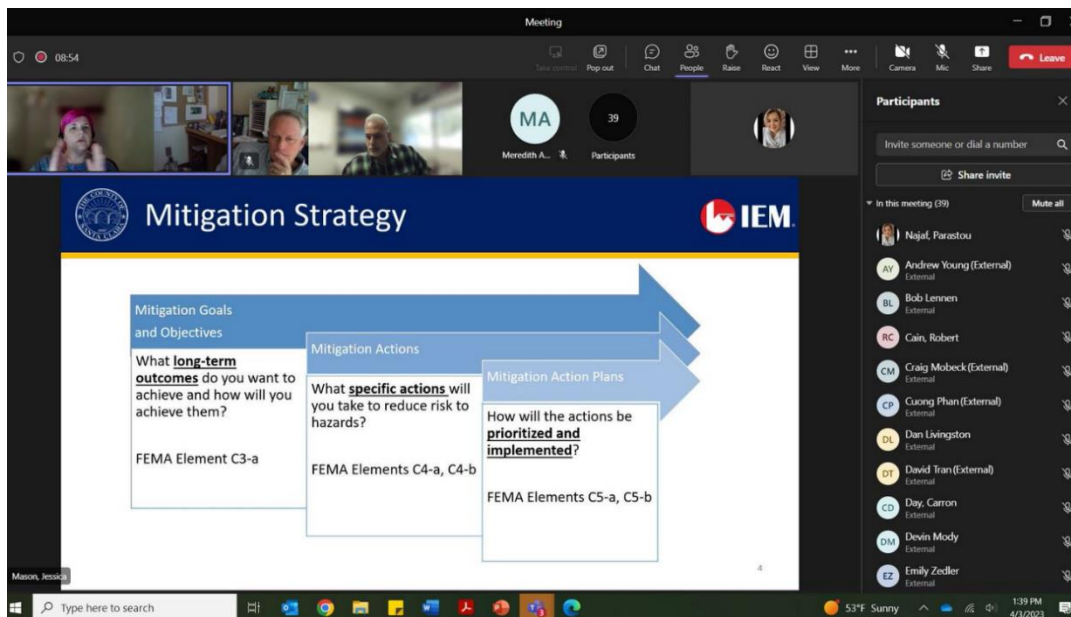 Meeting
08:54
Take control
Pop out
Chat
People
Raise
React
View
More
Camera
Mic
Share
Leave
MA
Meredith A...
39
Participants
THE COUNTY OF
SANTA CLARA
Mitigation Strategy
IEM
Mitigation Goals
and Objectives
What long-term
outcomes do you want to
achieve and how will you
achieve them?
FEMA Element C3-a
Mitigation Actions
What specific actions will
you take to reduce risk to
hazards?
FEMA Elements C4-a, C4-b
Mitigation Action Plans
How will the actions be
prioritized and
implemented?
FEMA Elements C5-a, C5-b
4
Mason, Jessica
Participants
Invite someone or dial a number
Share invite
In this meeting (39)
Mute all
Najaf, Parastou
AY
Andrew Young (External)
External
BL
Bob Lennen
External
RC
Cain, Robert
CM
Craig Mobeck (External)
External
CP
Cuong Phan (External)
External
DL
Dan Livingston
External
DT
David Tran (External)
External
CD
Day, Carron
External
DM
Devin Mody
External
EZ
Emily Zedler
External
Type here to search
53°F Sunny
1:39 PM
4/3/2023